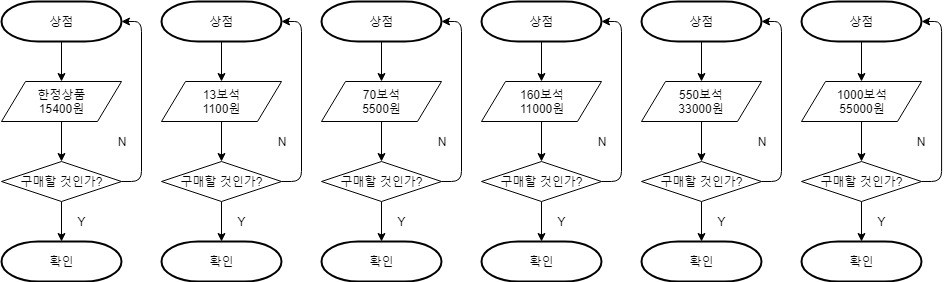 상점
한정상품
15400원
N
구매할 것인가?
Y
확인
상점
13보석
1100원
N
구매할 것인가?
Y
확인
상점
70보석
5500원
N
구매할 것인가?
Y
확인
상점
160보석
11000원
N
구매할 것인가?
Y
확인
상점
550보석
33000원
N
구매할 것인가?
Y
확인
상점
1000보석
55000원
N
구매할 것인가?
Y
확인